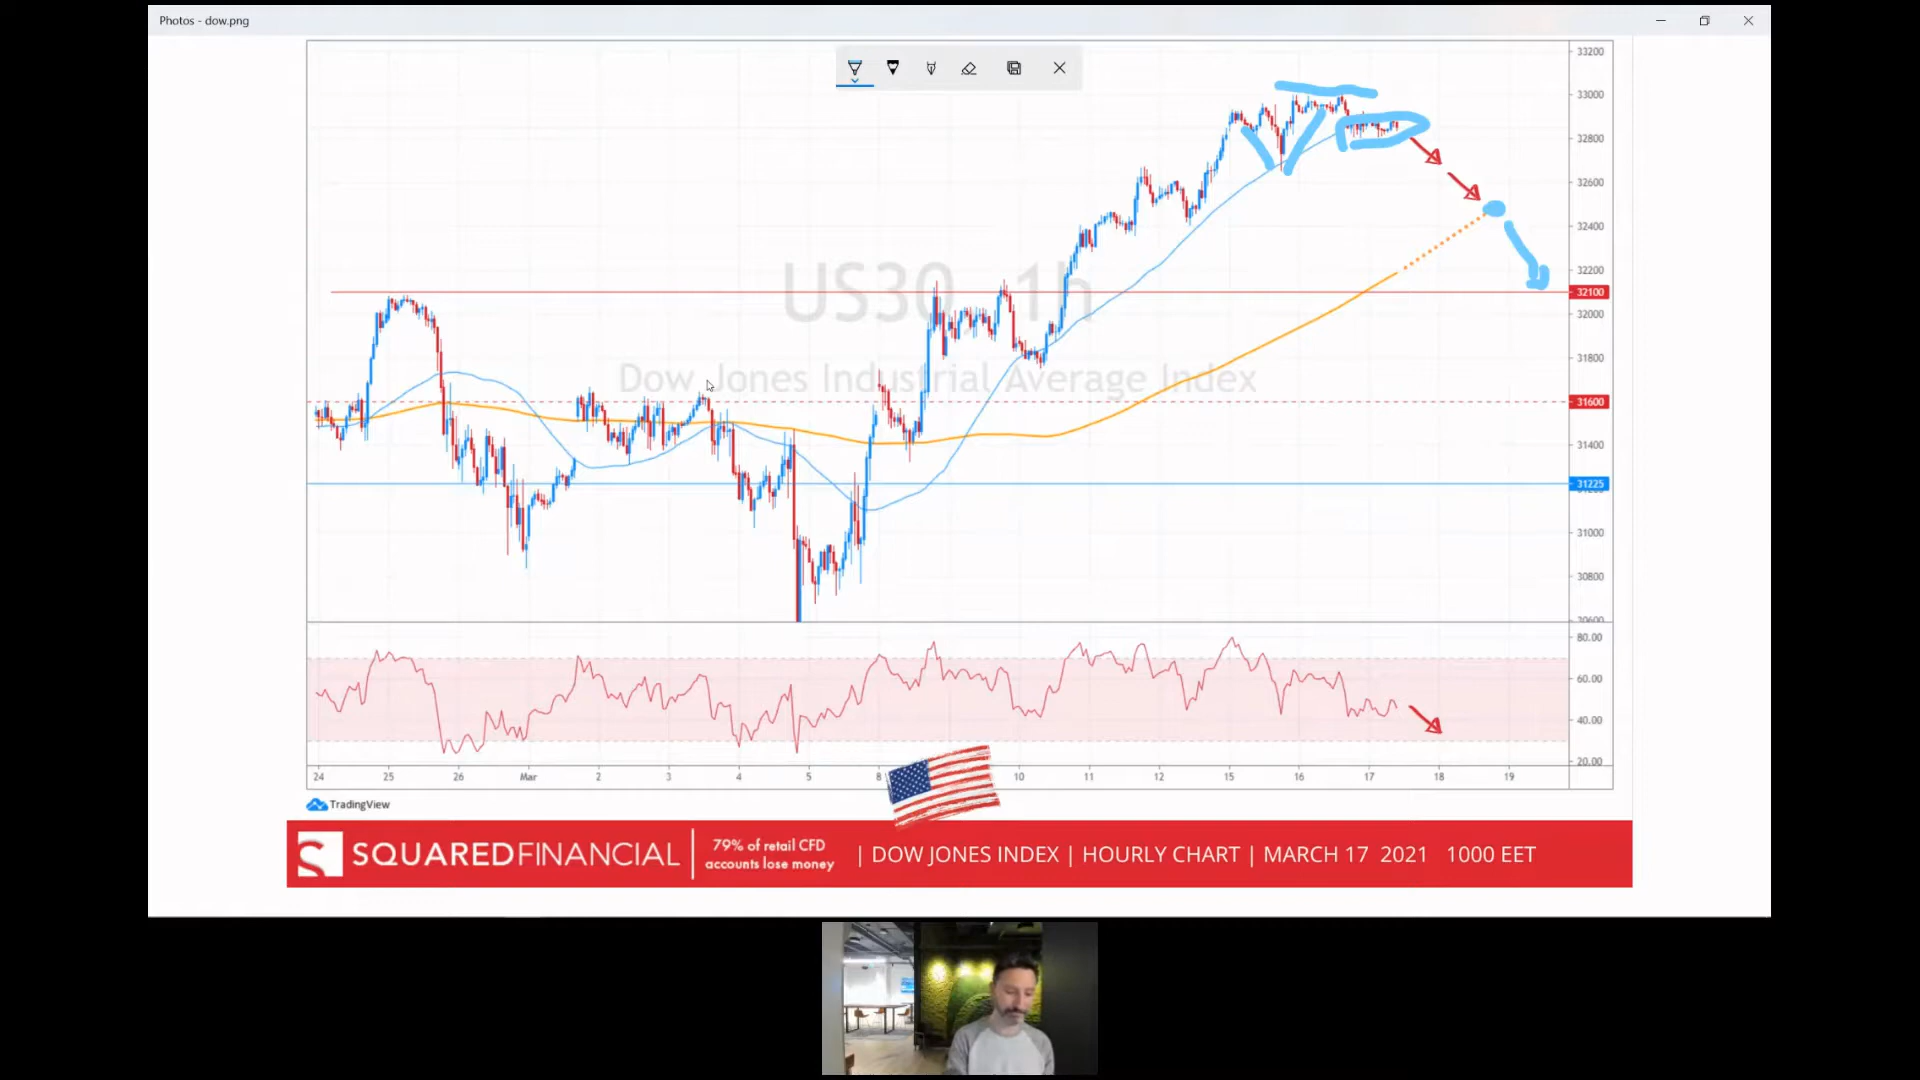 Photos - dow.png
33200
33000
32800
32600
32400
32200
32100
32000
31800
31600
31400
31225
31000
30800
30600
US30, 1h
Dow Jones Industrial Average Index
80.00
60.00
40.00
20.00
24 25 26 Mar 2 3 4 5 8 10 11 12 15 16 17 18 19
TradingView
SQUAREDFINANCIAL
79% of retail CFD
accounts lose money
| DOW JONES INDEX | HOURLY CHART | MARCH 17 2021 1000 EET